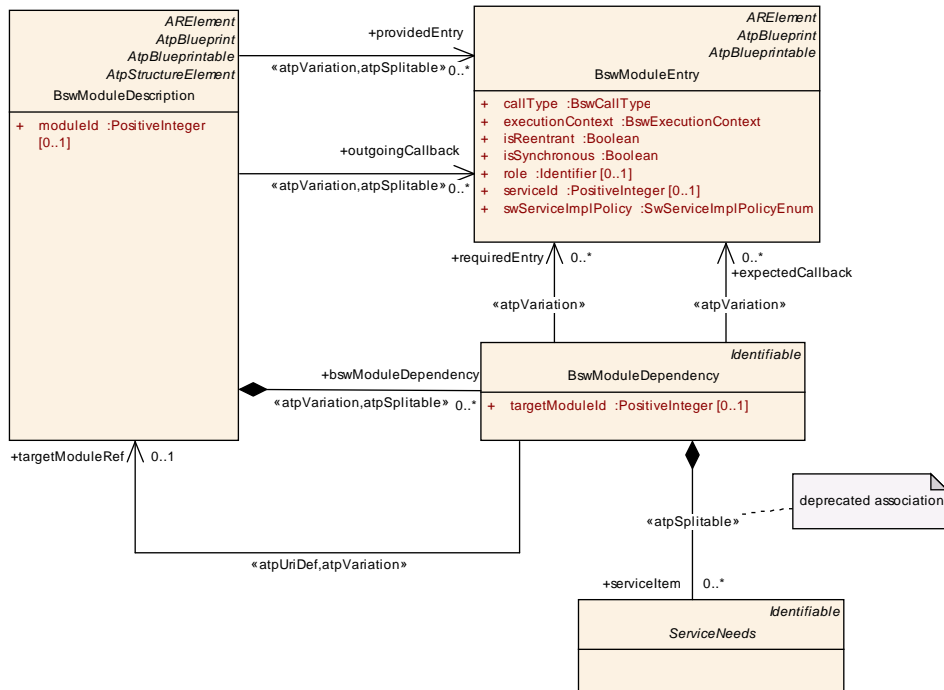 ARElement
AtpBlueprint
AtpBlueprintable
AtpStructureElement
BswModuleDescription
+ moduleId :PositiveInteger
[0..1]
+providedEntry
«atpVariation,atpSplitable» 0..*
+outgoingCallback
«atpVariation,atpSplitable» 0..*
ARElement
AtpBlueprint
AtpBlueprintable
BswModuleEntry
+ callType :BswCallType
+ executionContext :BswExecutionContext
+ isReentrant :Boolean
+ isSynchronous :Boolean
+ role :Identifier [0..1]
+ serviceId :PositiveInteger [0..1]
+ swServiceImplPolicy :SwServiceImplPolicyEnum
+requiredEntry 0..*
0..*
+expectedCallback
«atpVariation» «atpVariation»
+bswModuleDependency
«atpVariation,atpSplitable» 0..*
Identifiable
BswModuleDependency
+ targetModuleId :PositiveInteger [0..1]
+targetModuleRef 0..1
«atpUriDef,atpVariation»
deprecated association
«atpSplitable»
+serviceItem 0..*
Identifiable
ServiceNeeds